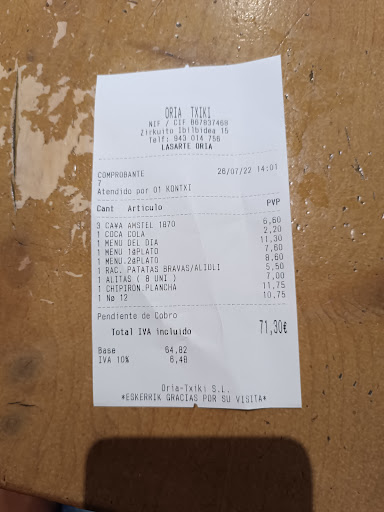 ORIA TXIKI
NIF / CIF B67937468
Zirkuito Ibilbidea 15
Telf: 943 014 756
LASARTE ORIA
COMPROBANTE 26/07/22 14:01
7
Atendido por 01 KONTXI
Cant Artículo PVP
3 CAÑA AMSTEL 1870 6,60
1 COCA COLA 2,20
1 MENU DEL DIA 11,30
1 MENU 1ºPLATO 7,60
1 MENU.2ºPLATO 8,60
1 RAC. PATATAS BRAVAS/ALIOLI 5,50
1 ALITAS ( 8 UNI ) 7,00
1 CHIPIRON.PLANCHA 11,75
1 Nº 12 10,75
Pendiente de Cobro
Total IVA incluido 71,30€
Base 64,82
IVA 10% 6,48
Oria-Txiki S.L.
*ESKERRIK GRACIAS POR SU VISITA*